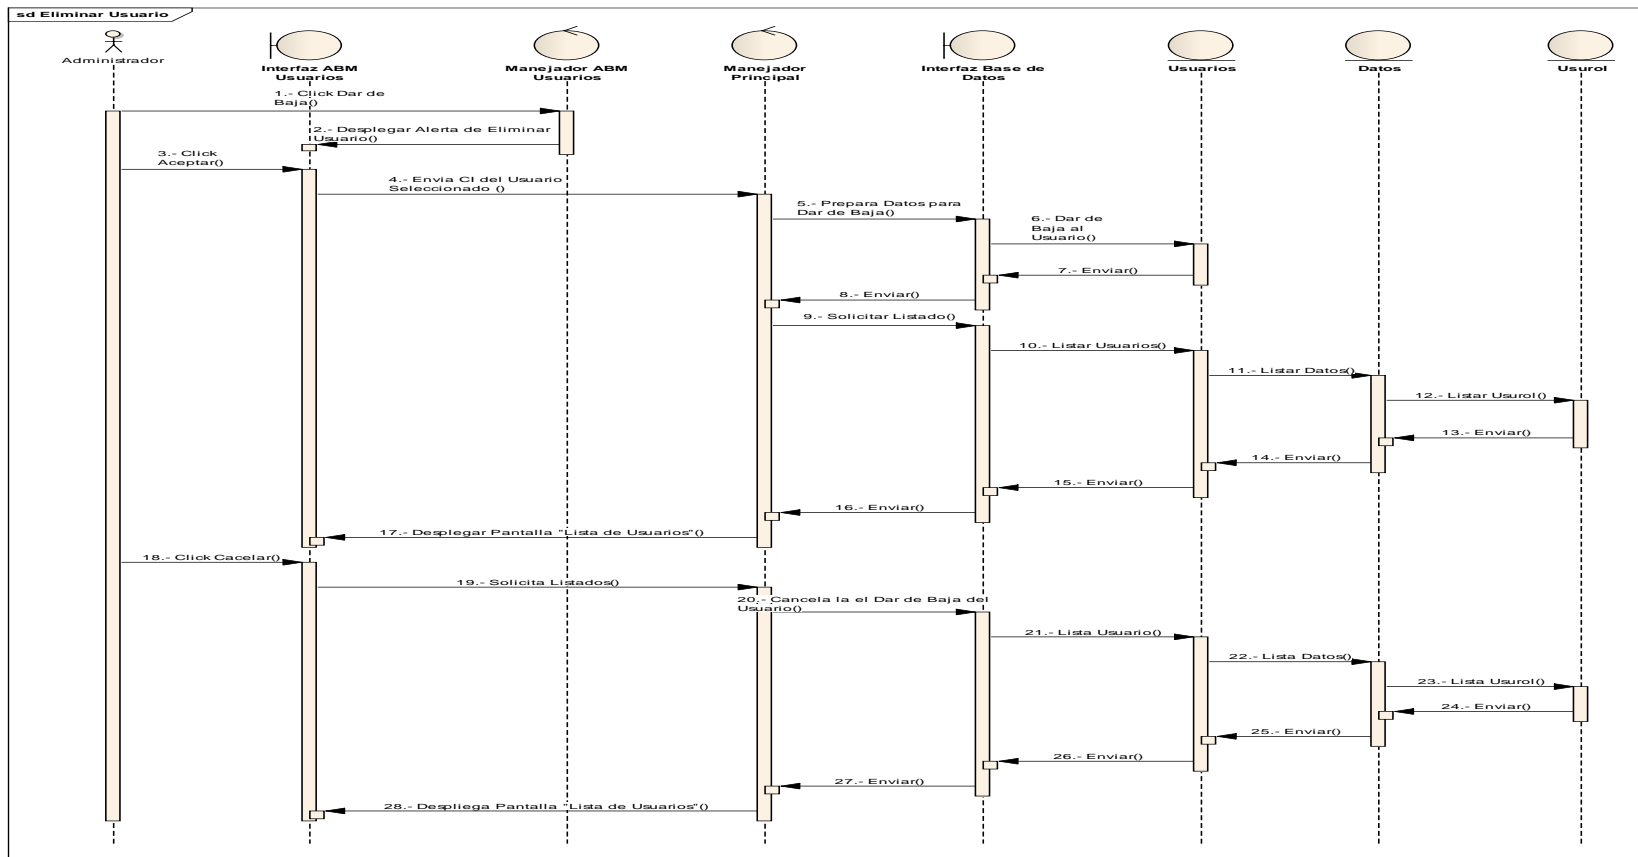 sd Eliminar Usuario
Administrador
Interfaz ABM
Usuarios
Manejador ABM
Usuarios
Manejador
Principal
Interfaz Base de
Datos
Usuarios
Datos
Usurol
1.- Click Dar de
Baja()
2.- Desplegar Alerta de Eliminar
Usuario()
3.- Click
Aceptar()
4.- Envia CI del Usuario
Seleccionado ()
5.- Prepara Datos para
Dar de Baja()
6.- Dar de
Baja al
Usuario()
7.- Enviar()
8.- Enviar()
9.- Solicitar Listado()
10.- Listar Usuarios()
11.- Listar Datos()
12.- Listar Usurol()
13.- Enviar()
14.- Enviar()
15.- Enviar()
16.- Enviar()
17.- Desplegar Pantalla "Lista de Usuarios"()
18.- Click Cacelar()
19.- Solicita Listados()
20.- Cancela la el Dar de Baja del
Usuario()
21.- Lista Usuario()
22.- Lista Datos()
23.- Lista Usurol()
24.- Enviar()
25.- Enviar()
26.- Enviar()
27.- Enviar()
28.- Despliega Pantalla "Lista de Usuarios"()